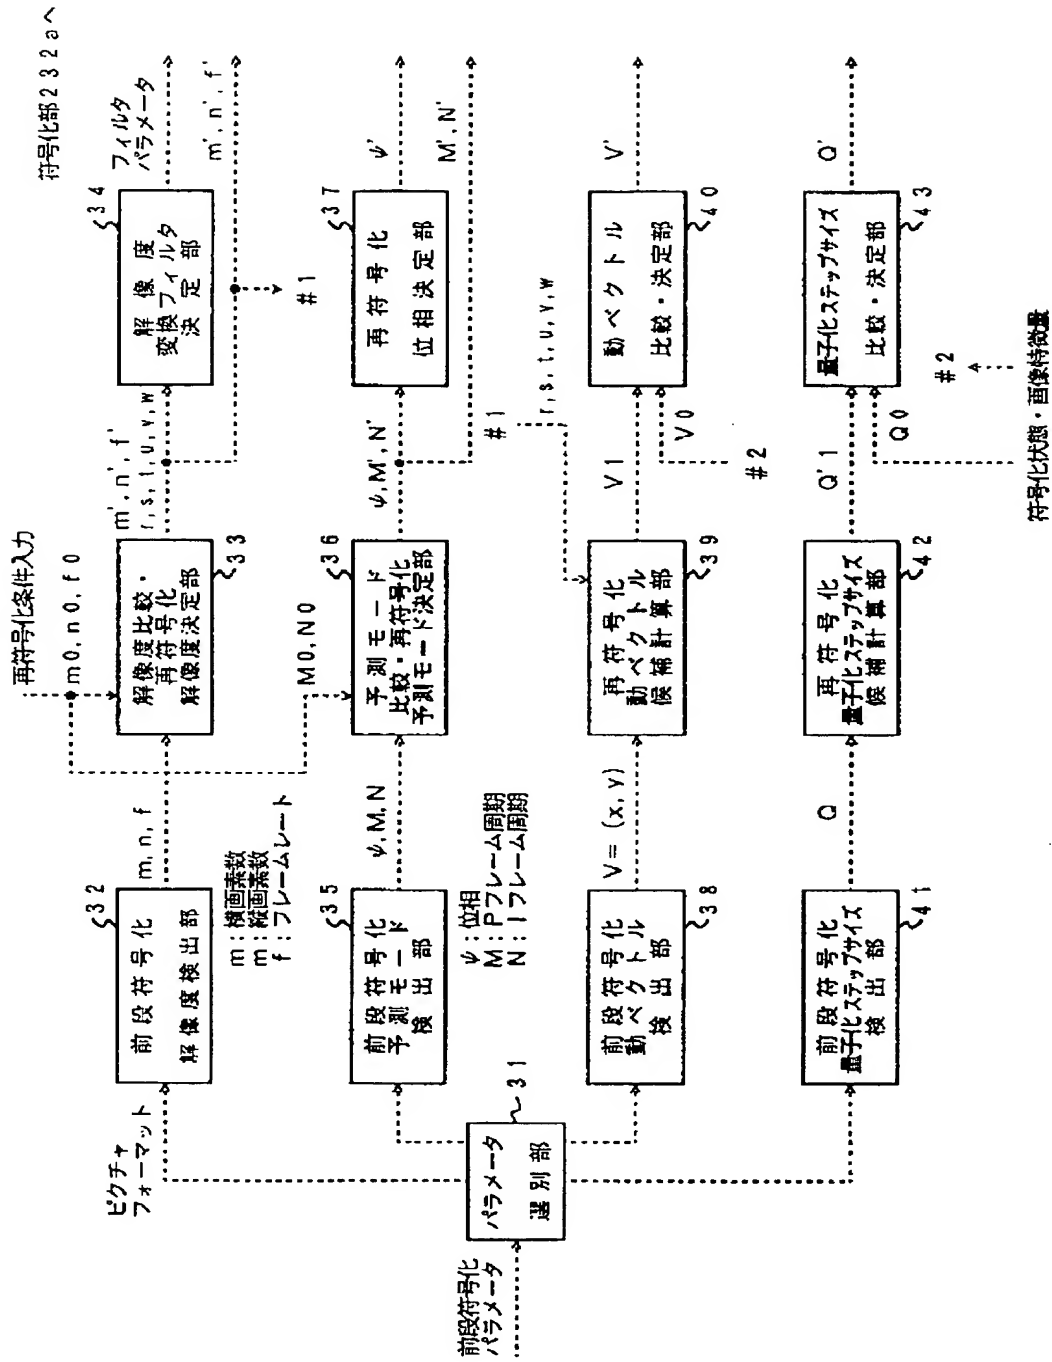 符号化部232aへ
再符号化条件入力
m0,n0,f0
ピクチャ
フォーマット
32
前段符号化
解像度検出部
m,n,f
解像度比較・
再符号化
解像度決定部
33
m',n',f'
r,s,t,u,v,w
34
解像度
変換フィルタ
決定部
フィルタ
パラメータ
m',n',f'
#1
m:横画素数
m:縦画素数
f:フレームレート
M0,N0
35
前段符号化
予測モード
検出部
ψ,M,N
36
予測モード
比較・再符号化
予測モード決定部
ψ,M',N'
37
再符号化
位相決定部
ψ'
M',N'
ψ:位相
M:Pフレーム周期
N:Iフレーム周期
前段符号化
パラメータ
パラメータ
選別部
31
#1
r,s,t,u,v,w
前段符号化
動ベクトル
検出部
38
V=(x,y)
再符号化
動ベクトル
候補計算部
39
V1
V0
#2
動ベクトル
比較・決定部
40
V'
前段符号化
量子化ステップサイズ
検出部
41
Q
再符号化
量子化ステップサイズ
候補計算部
42
Q'1
Q0
#2
量子化ステップサイズ
比較・決定部
43
Q'
符号化状態・画像特徴量